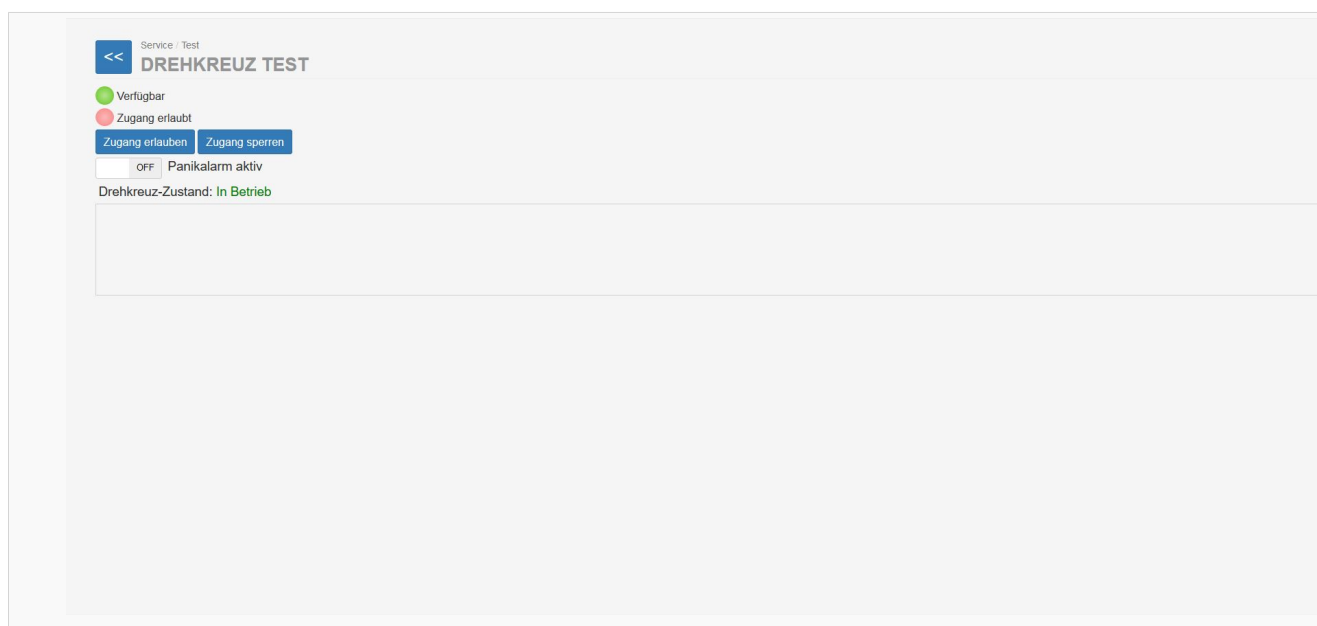 <<
Service / Test
DREHKREUZ TEST
Verfügbar
Zugang erlaubt
Zugang erlauben Zugang sperren
OFF Panikalarm aktiv
Drehkreuz-Zustand: In Betrieb